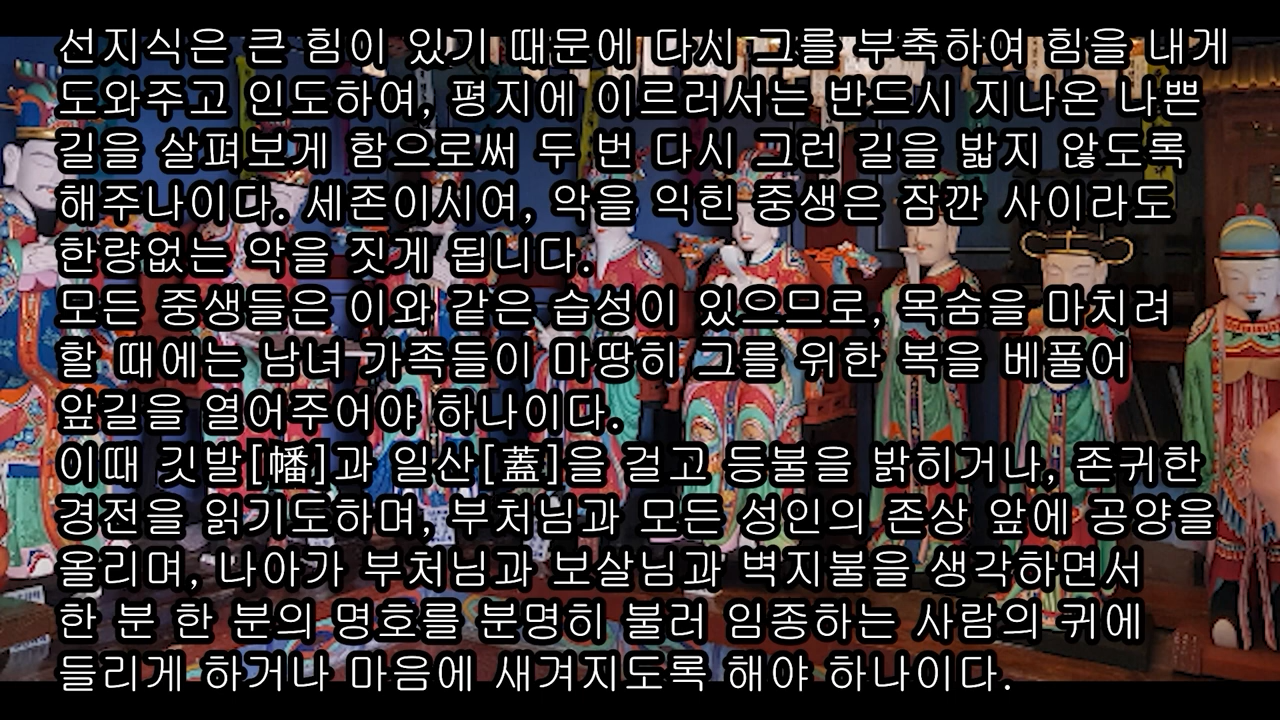 선지식은 큰 힘이 있기 때문에 다시 그를 부축하여 힘을 내게
도와주고 인도하여, 평지에 이르러서는 반드시 지나온 나쁜
길을 살펴보게 함으로써 두 번 다시 그런 길을 밟지 않도록
해주나이다. 세존이시여, 악을 익힌 중생은 잠깐 사이라도
한량없는 악을 짓게 됩니다.
모든 중생들은 이와 같은 습성이 있으므로, 목숨을 마치려
할 때에는 남녀 가족들이 마땅히 그를 위한 복을 베풀어
앞길을 열어주어야 하나이다.
이때 깃발[幡]과 일산[蓋]을 걸고 등불을 밝히거나, 존귀한
경전을 읽기도하며, 부처님과 모든 성인의 존상 앞에 공양을
올리며, 나아가 부처님과 보살님과 벽지불을 생각하면서
한 분 한 분의 명호를 분명히 불러 임종하는 사람의 귀에
들리게 하거나 마음에 새겨지도록 해야 하나이다.